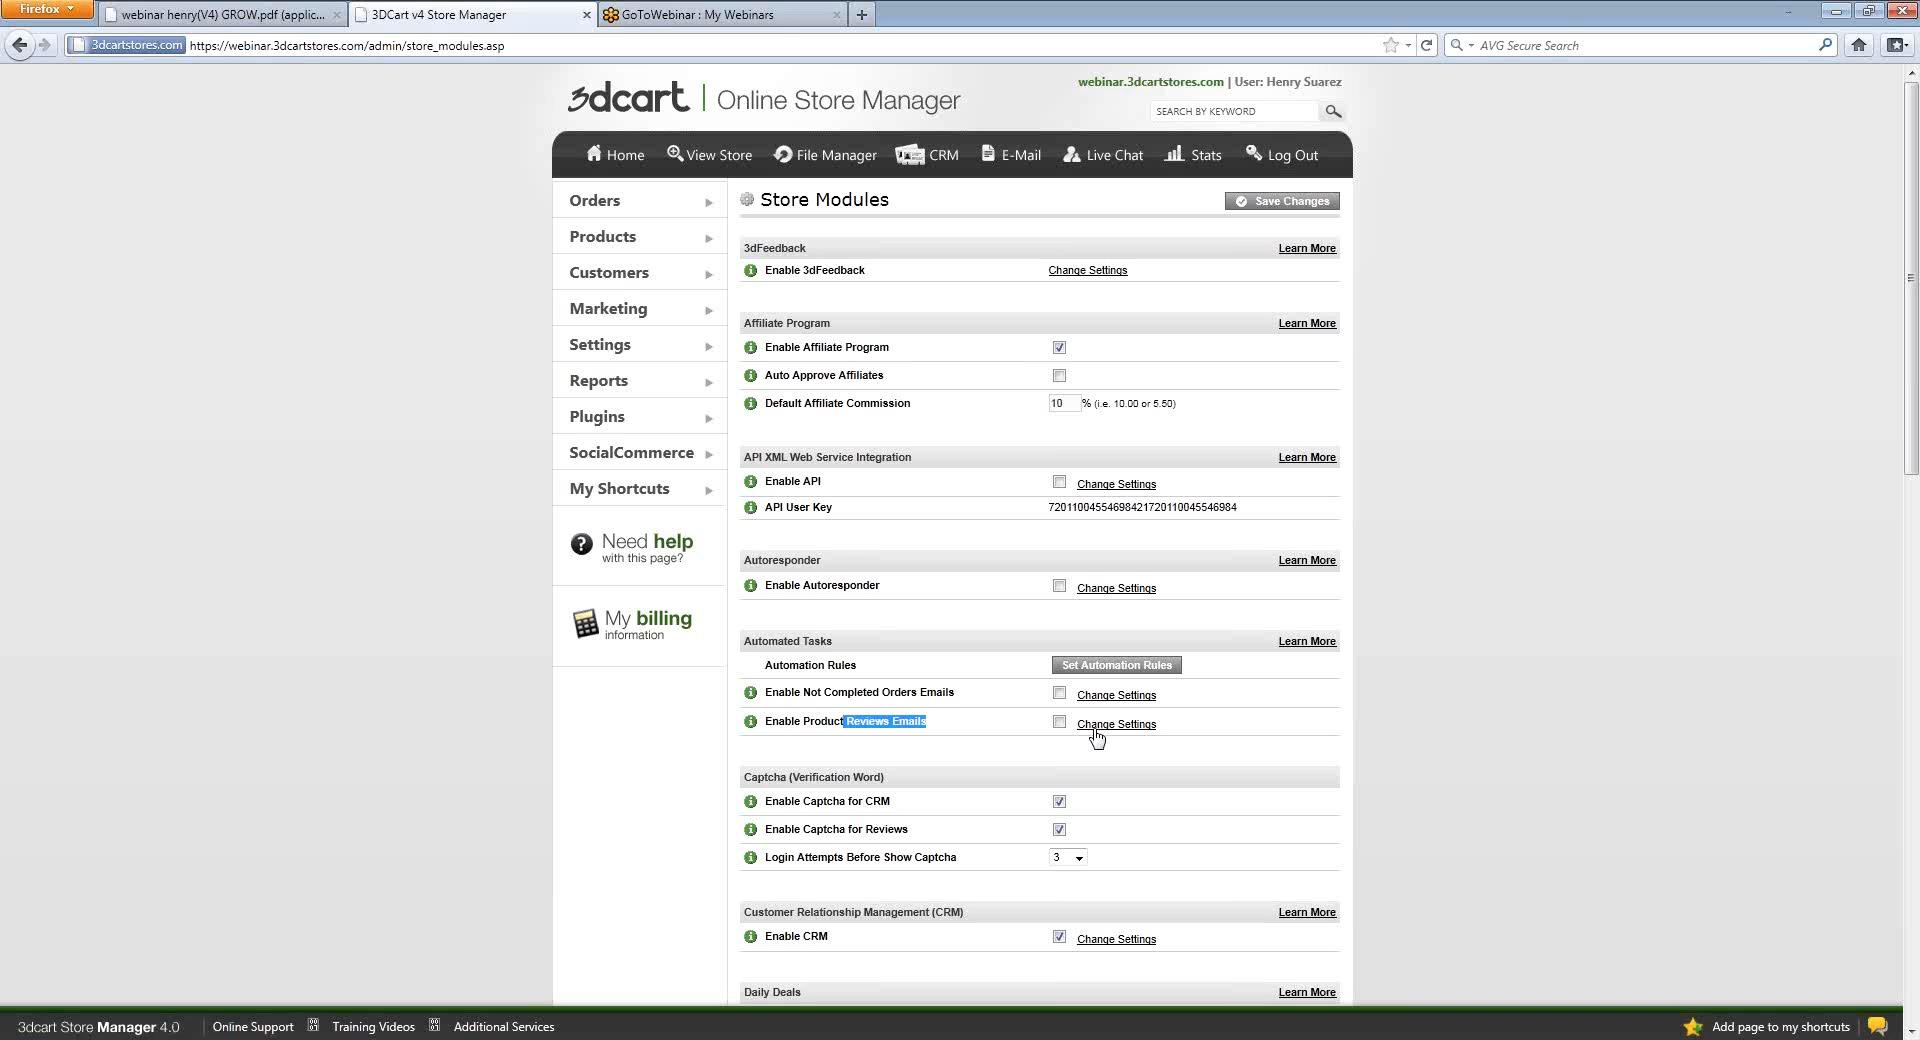 Firefox
webinar henry(V4) GROW.pdf (applic...
3DCart v4 Store Manager
GoToWebinar : My Webinars
3dcartstores.com
https://webinar.3dcartstores.com/admin/store_modules.asp
AVG Secure Search
3dcart | Online Store Manager
webinar.3dcartstores.com | User: Henry Suarez
SEARCH BY KEYWORD
Home View Store File Manager CRM E-Mail Live Chat Stats Log Out
Orders
Products
Customers
Marketing
Settings
Reports
Plugins
SocialCommerce
My Shortcuts
Need help
with this page?
My billing
information
Store Modules
Save Changes
3dFeedback Learn More
Enable 3dFeedback Change Settings
Affiliate Program Learn More
Enable Affiliate Program
Auto Approve Affiliates
Default Affiliate Commission 10 % (i.e. 10.00 or 5.50)
API XML Web Service Integration Learn More
Enable API Change Settings
API User Key 72011004554698421720110045546984
Autoresponder Learn More
Enable Autoresponder Change Settings
Automated Tasks Learn More
Automation Rules Set Automation Rules
Enable Not Completed Orders Emails Change Settings
Enable Product Reviews Emails Change Settings
Captcha (Verification Word)
Enable Captcha for CRM
Enable Captcha for Reviews
Login Attempts Before Show Captcha 3
Customer Relationship Management (CRM) Learn More
Enable CRM Change Settings
Daily Deals Learn More
3dcart Store Manager 4.0 Online Support Training Videos Additional Services
Add page to my shortcuts